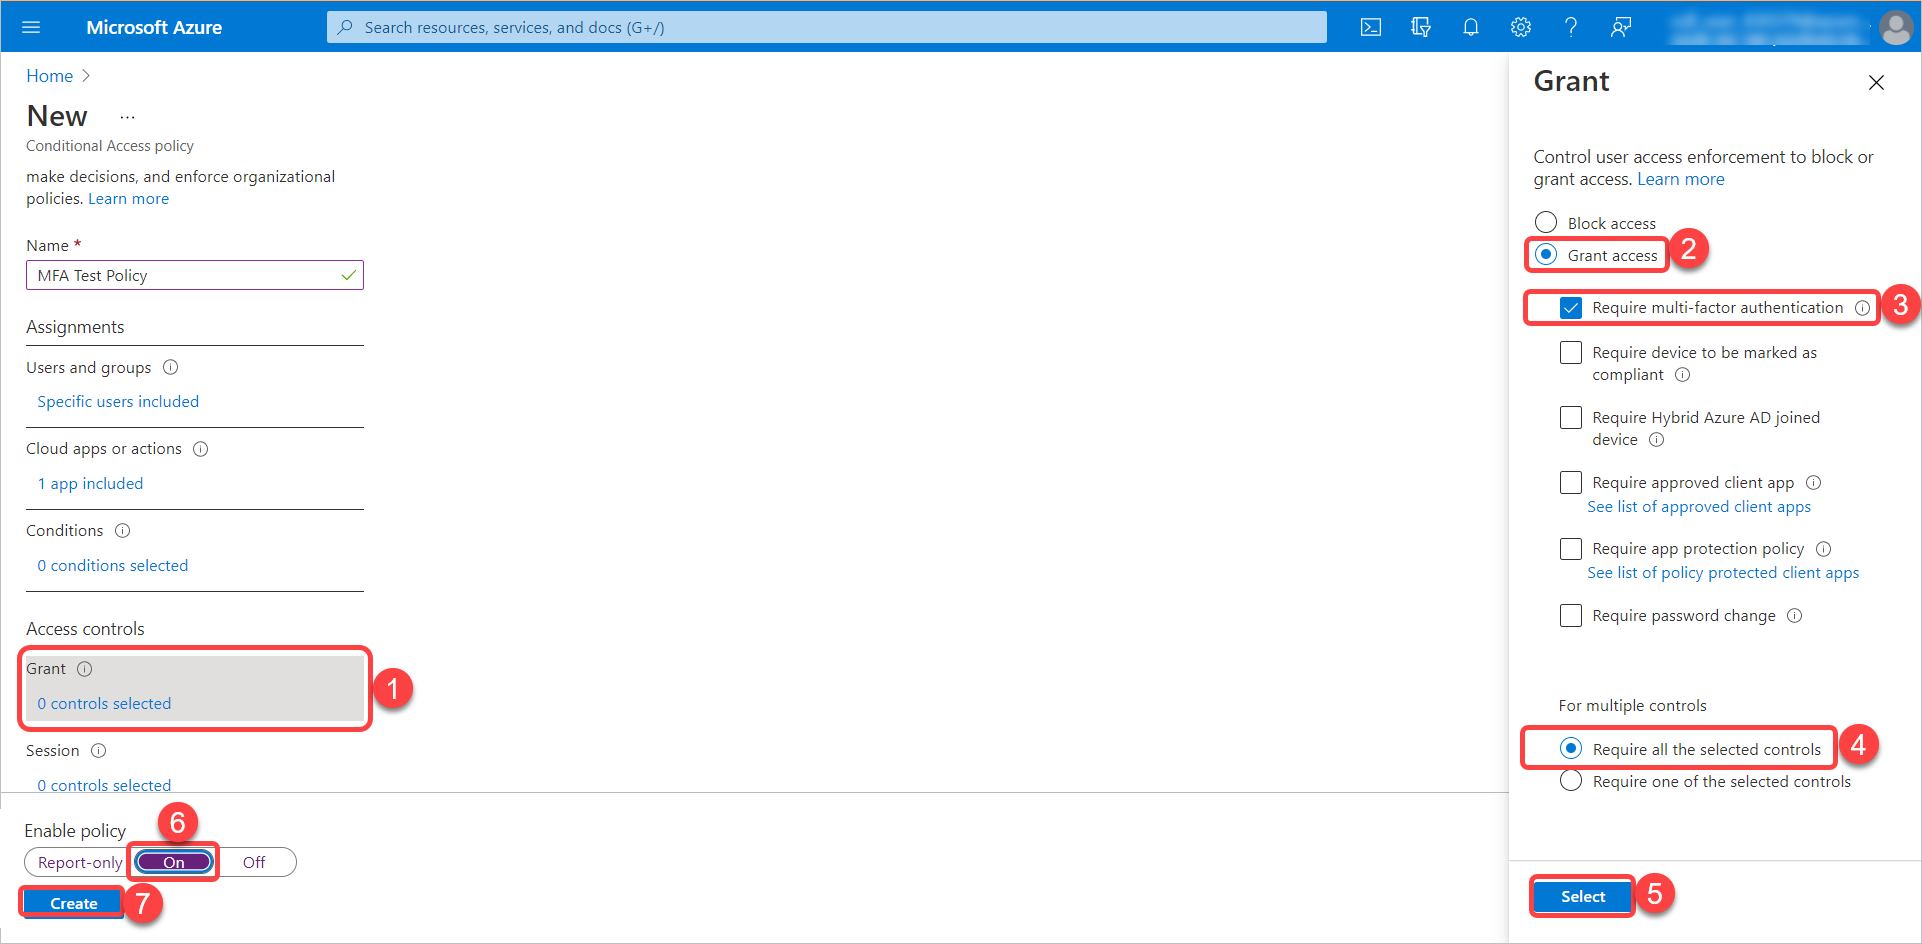 Microsoft Azure
Search resources, services, and docs (G+/)
Home
New ...
Conditional Access policy
make decisions, and enforce organizational
policies. Learn more
Name *
MFA Test Policy
Assignments
Users and groups
Specific users included
Cloud apps or actions
1 app included
Conditions
0 conditions selected
Access controls
Grant
0 controls selected
1
Session
0 controls selected
Enable policy
6
Report-only On Off
Create
7
Grant
Control user access enforcement to block or
grant access. Learn more
Block access
Grant access
2
Require multi-factor authentication
3
Require device to be marked as
compliant
Require Hybrid Azure AD joined
device
Require approved client app
See list of approved client apps
Require app protection policy
See list of policy protected client apps
Require password change
For multiple controls
Require all the selected controls
4
Require one of the selected controls
Select
5